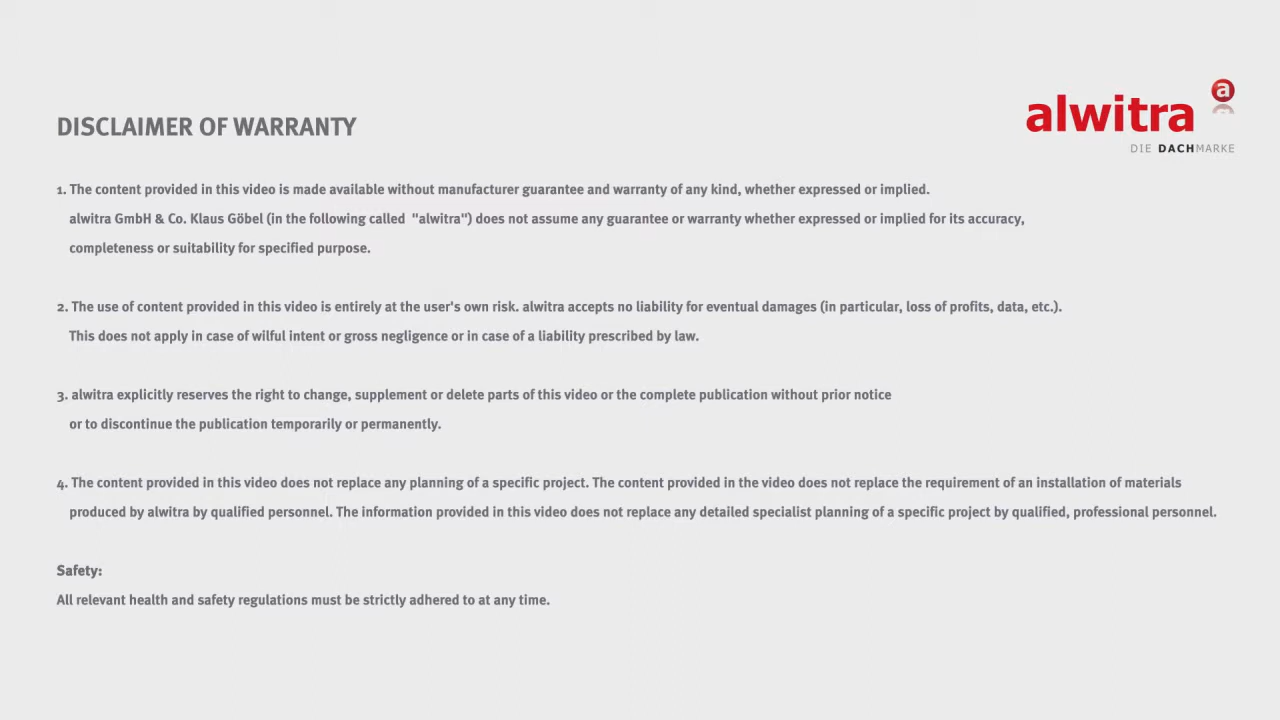 alwitra a
DIE DACHMARKE
DISCLAIMER OF WARRANTY
1. The content provided in this video is made available without manufacturer guarantee and warranty of any kind, whether expressed or implied.
alwitra GmbH & Co. Klaus Göbel (in the following called "alwitra") does not assume any guarantee or warranty whether expressed or implied for its accuracy,
completeness or suitability for specified purpose.
2. The use of content provided in this video is entirely at the user's own risk. alwitra accepts no liability for eventual damages (in particular, loss of profits, data, etc.).
This does not apply in case of wilful intent or gross negligence or in case of a liability prescribed by law.
3. alwitra explicitly reserves the right to change, supplement or delete parts of this video or the complete publication without prior notice
or to discontinue the publication temporarily or permanently.
4. The content provided in this video does not replace any planning of a specific project. The content provided in the video does not replace the requirement of an installation of materials
produced by alwitra by qualified personnel. The information provided in this video does not replace any detailed specialist planning of a specific project by qualified, professional personnel.
Safety:
All relevant health and safety regulations must be strictly adhered to at any time.